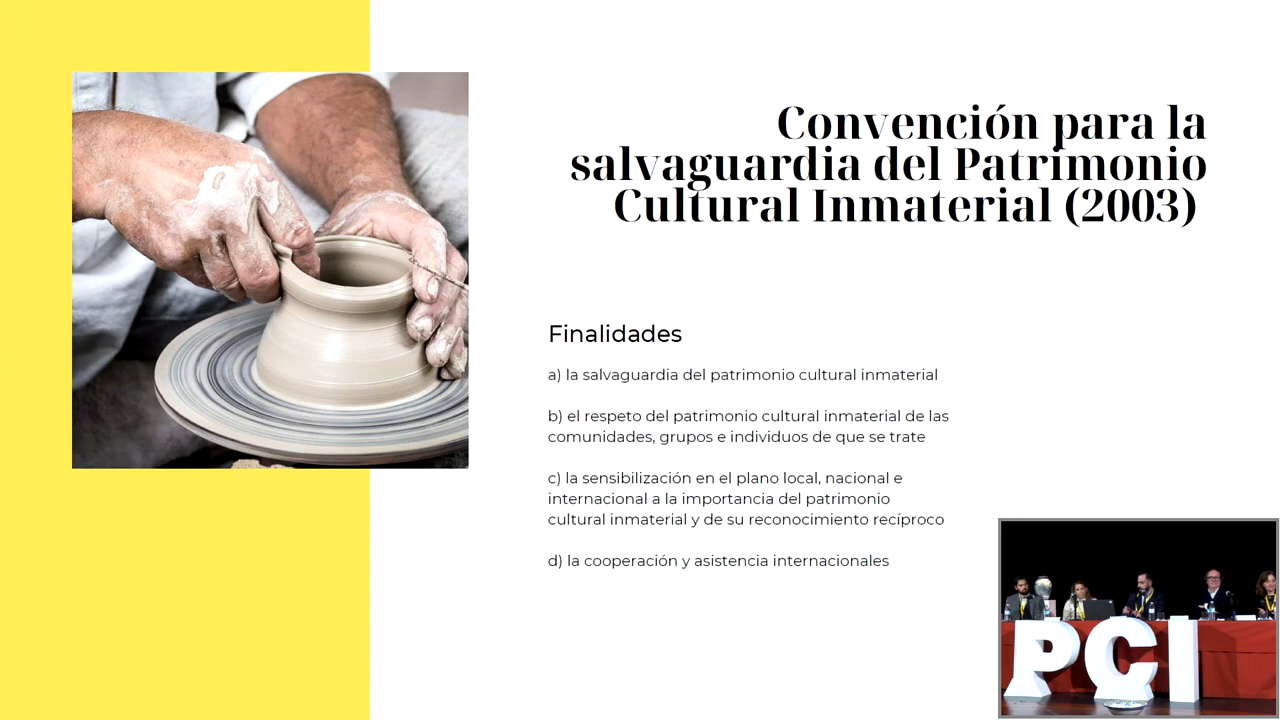 Convención para la
salvaguardia del Patrimonio
Cultural Inmaterial (2003)
Finalidades
a) la salvaguardia del patrimonio cultural inmaterial
b) el respeto del patrimonio cultural inmaterial de las
comunidades, grupos e individuos de que se trate
c) la sensibilización en el plano local, nacional e
internacional a la importancia del patrimonio
cultural inmaterial y de su reconocimiento recíproco
d) la cooperación y asistencia internacionales
PCI